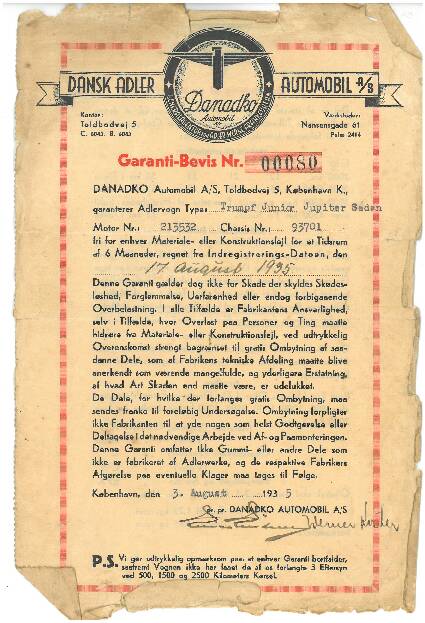 DANSK ADLER AUTOMOBIL A/S
Danadko
Automobil
Kontor:
Toldbodvej 5
C. 6043. B. 6043
Værksteder:
Nansensgade 61
Palæ 2414
Garanti-Bevis Nr. 00080
DANADKO Automobil A/S, Toldbodvej 5, København K.,
garanterer Adlervogn Type: Trumpf Junior Jupiter Sedan
Motor Nr.: 213532 Chassis Nr.: 93701
fri for enhver Materiale- eller Konstruktionsfejl for et Tidsrum
af 6 Maaneder, regnet fra Indregistrerings-Datoen, den
17 August 1935
Denne Garanti gælder dog ikke for Skade der skyldes Skødes-
løshed, Forglemmelse, Uerfarenhed eller endog forbigaaende
Overbelastning. I alle Tilfælde er Fabrikantens Ansvarlighed,
selv i Tilfælde, hvor Overlast paa Personer og Ting maatte
hidrøre fra Materiale- eller Konstruktionsfejl, ved udtrykkelig
Overenskomst strengt begrænset til gratis Ombytning af saa-
danne Dele, som af Fabrikens tekniske Afdeling maatte blive
anerkendt som værende mangelfulde, og yderligere Erstatning,
af hvad Art Skaden end maatte være, er udelukket.
De Dele, for hvilke der forlanges gratis Ombytning, maa
sendes franko til foreløbig Undersøgelse. Ombytning forpligter
ikke Fabrikanten til at yde nogen som helst Godtgørelse eller
Deltagelse i det nødvendige Arbejde ved Af- og Paamonteringen.
Denne Garanti omfatter ikke Gummi- eller andre Dele som
ikke er fabrikeret af Adlerwerke, og de respektive Fabrikers
Afgørelse paa eventuelle Klager maa tages til Følge.
København, den 3. August 1935
pr. pr. DANADKO AUTOMOBIL A/S
P.S. Vi gør udtrykkelig opmærksom paa at enhver Garanti bortfalder,
saafremt Vognen ikke har faaet de af os forlangte 3 Eftersyn
ved 500, 1500 og 2500 Kilometers Kørsel.